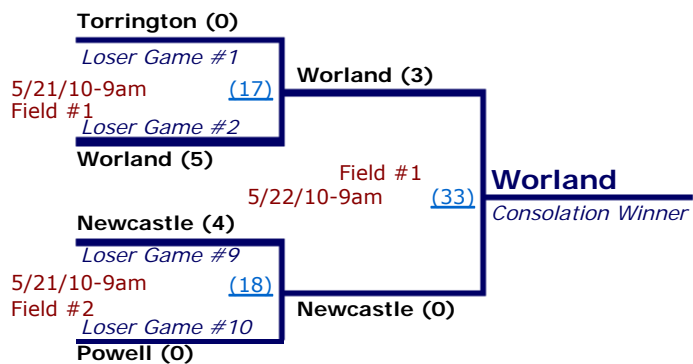 Torrington (0)
Loser Game #1
5/21/10-9am
Field #1
(17)
Loser Game #2
Worland (5)
Worland (3)
Field #1
5/22/10-9am
(33)
Worland
Consolation Winner
Newcastle (4)
Loser Game #9
5/21/10-9am
Field #2
(18)
Loser Game #10
Powell (0)
Newcastle (0)